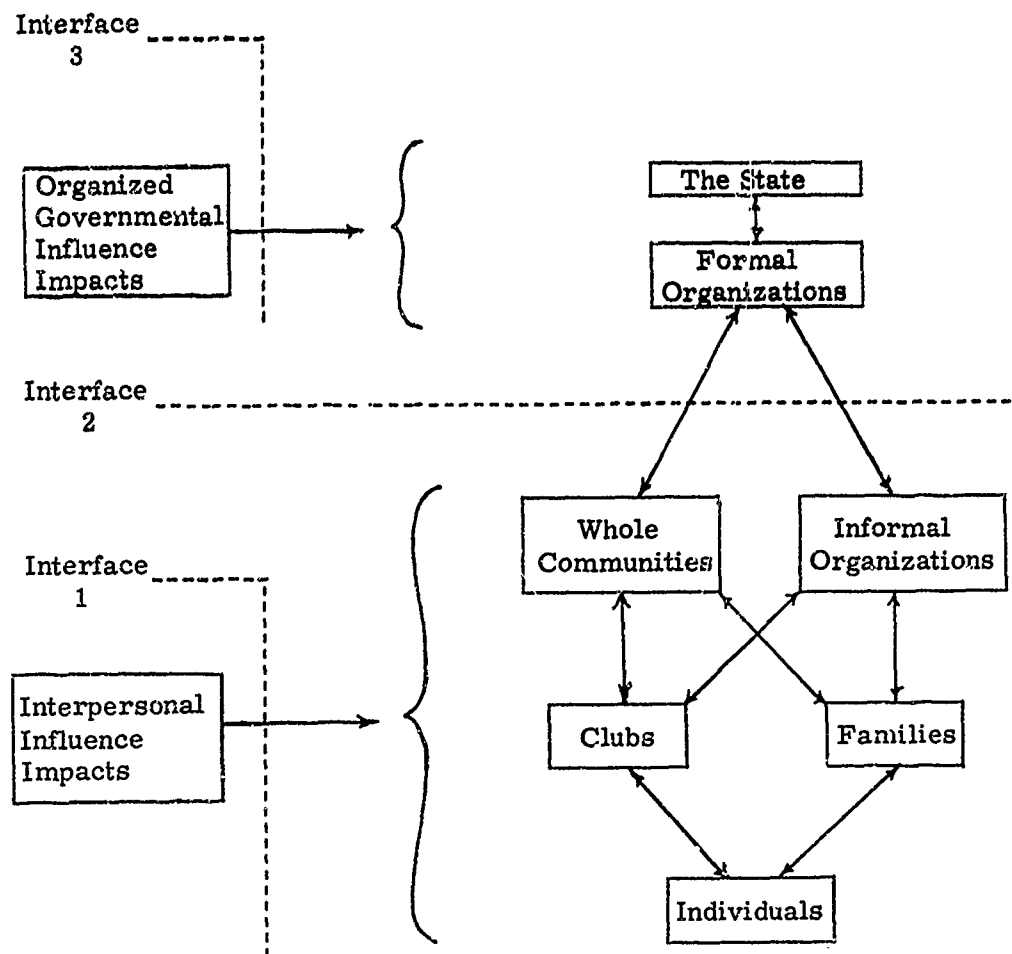 Interface
3
Organized
Governmental
Influence
Impacts
The State
Formal
Organizations
Interface
2
Whole
Communities
Informal
Organizations
Interface
1
Interpersonal
Influence
Impacts
Clubs
Families
Individuals